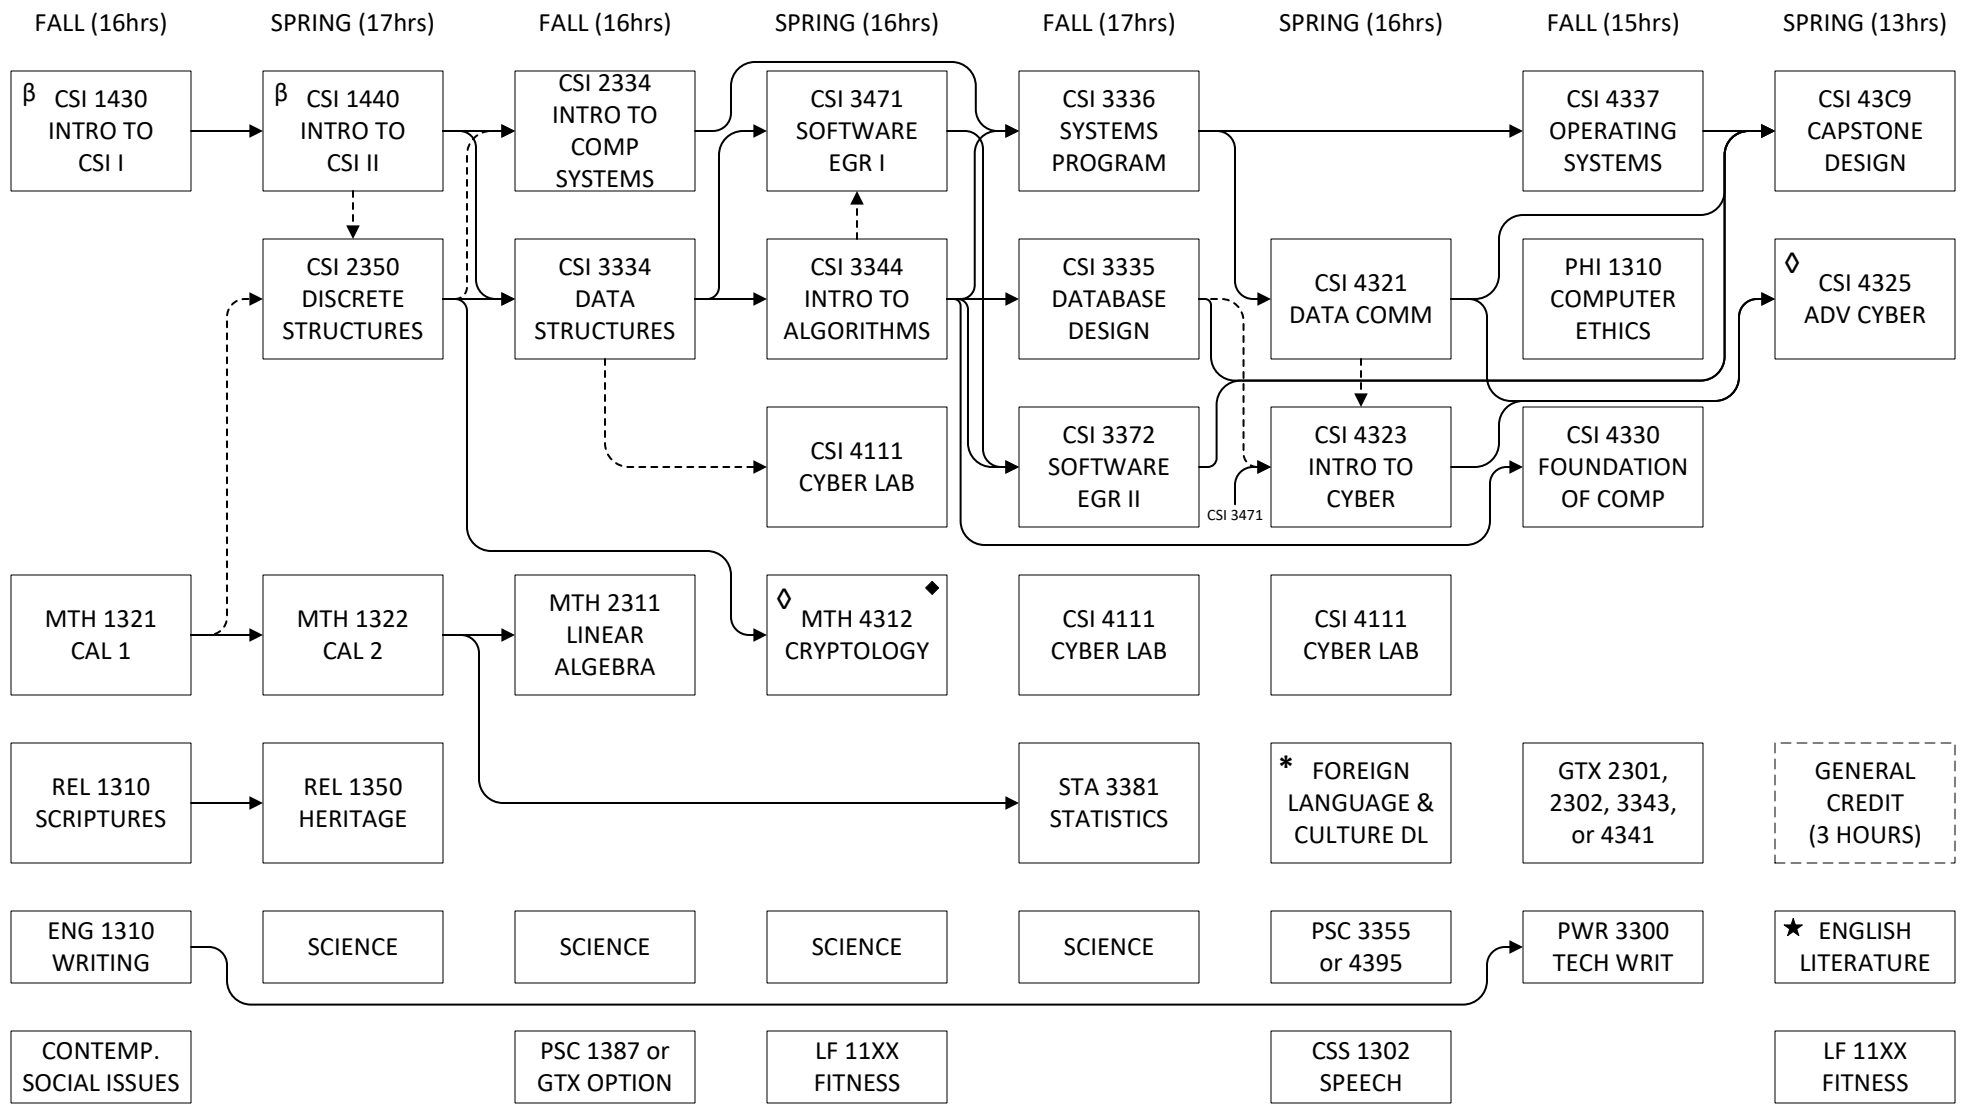 FALL (16hrs)
SPRING (17hrs)
FALL (16hrs)
SPRING (16hrs)
FALL (17hrs)
SPRING (16hrs)
FALL (15hrs)
SPRING (13hrs)
β CSI 1430
INTRO TO
CSI I
β CSI 1440
INTRO TO
CSI II
CSI 2334
INTRO TO
COMP
SYSTEMS
CSI 3471
SOFTWARE
EGR I
CSI 3336
SYSTEMS
PROGRAM
CSI 4337
OPERATING
SYSTEMS
CSI 43C9
CAPSTONE
DESIGN
CSI 2350
DISCRETE
STRUCTURES
CSI 3334
DATA
STRUCTURES
CSI 3344
INTRO TO
ALGORITHMS
CSI 3335
DATABASE
DESIGN
CSI 4321
DATA COMM
PHI 1310
COMPUTER
ETHICS
◊ CSI 4325
ADV CYBER
CSI 4111
CYBER LAB
CSI 3372
SOFTWARE
EGR II
CSI 3471
CSI 4323
INTRO TO
CYBER
CSI 4330
FOUNDATION
OF COMP
MTH 1321
CAL 1
MTH 1322
CAL 2
MTH 2311
LINEAR
ALGEBRA
◊ ◆
MTH 4312
CRYPTOLOGY
CSI 4111
CYBER LAB
CSI 4111
CYBER LAB
REL 1310
SCRIPTURES
REL 1350
HERITAGE
STA 3381
STATISTICS
* FOREIGN
LANGUAGE &
CULTURE DL
GTX 2301,
2302, 3343,
or 4341
GENERAL
CREDIT
(3 HOURS)
ENG 1310
WRITING
SCIENCE
SCIENCE
SCIENCE
SCIENCE
PSC 3355
or 4395
PWR 3300
TECH WRIT
★ ENGLISH
LITERATURE
CONTEMP.
SOCIAL ISSUES
PSC 1387 or
GTX OPTION
LF 11XX
FITNESS
CSS 1302
SPEECH
LF 11XX
FITNESS